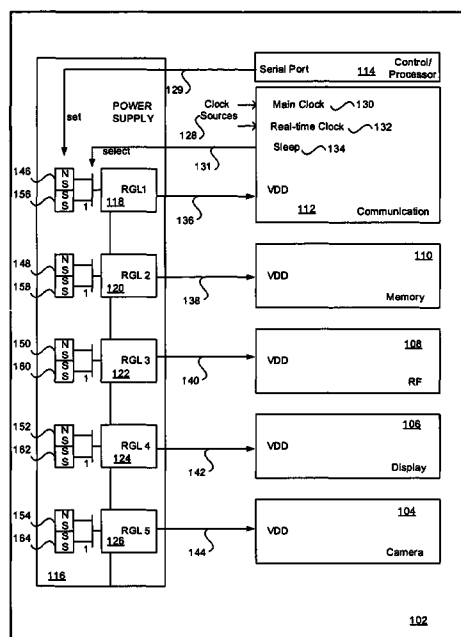 Serial Port
Control/
114
Processor
129
POWER
SUPPLY
set
Clock
Sources
128
Main Clock
130
Real-time Clock
132
select
131
Sleep
134
146
N
S
156
S
S
1
RGL1
118
136
VDD
112
Communication
148
N
S
158
S
S
1
RGL 2
120
138
VDD
110
Memory
150
N
S
160
S
S
1
RGL 3
122
140
VDD
108
RF
152
N
S
162
S
S
1
RGL 4
124
142
VDD
106
Display
154
N
S
164
S
S
1
RGL 5
126
144
VDD
104
Camera
116
102